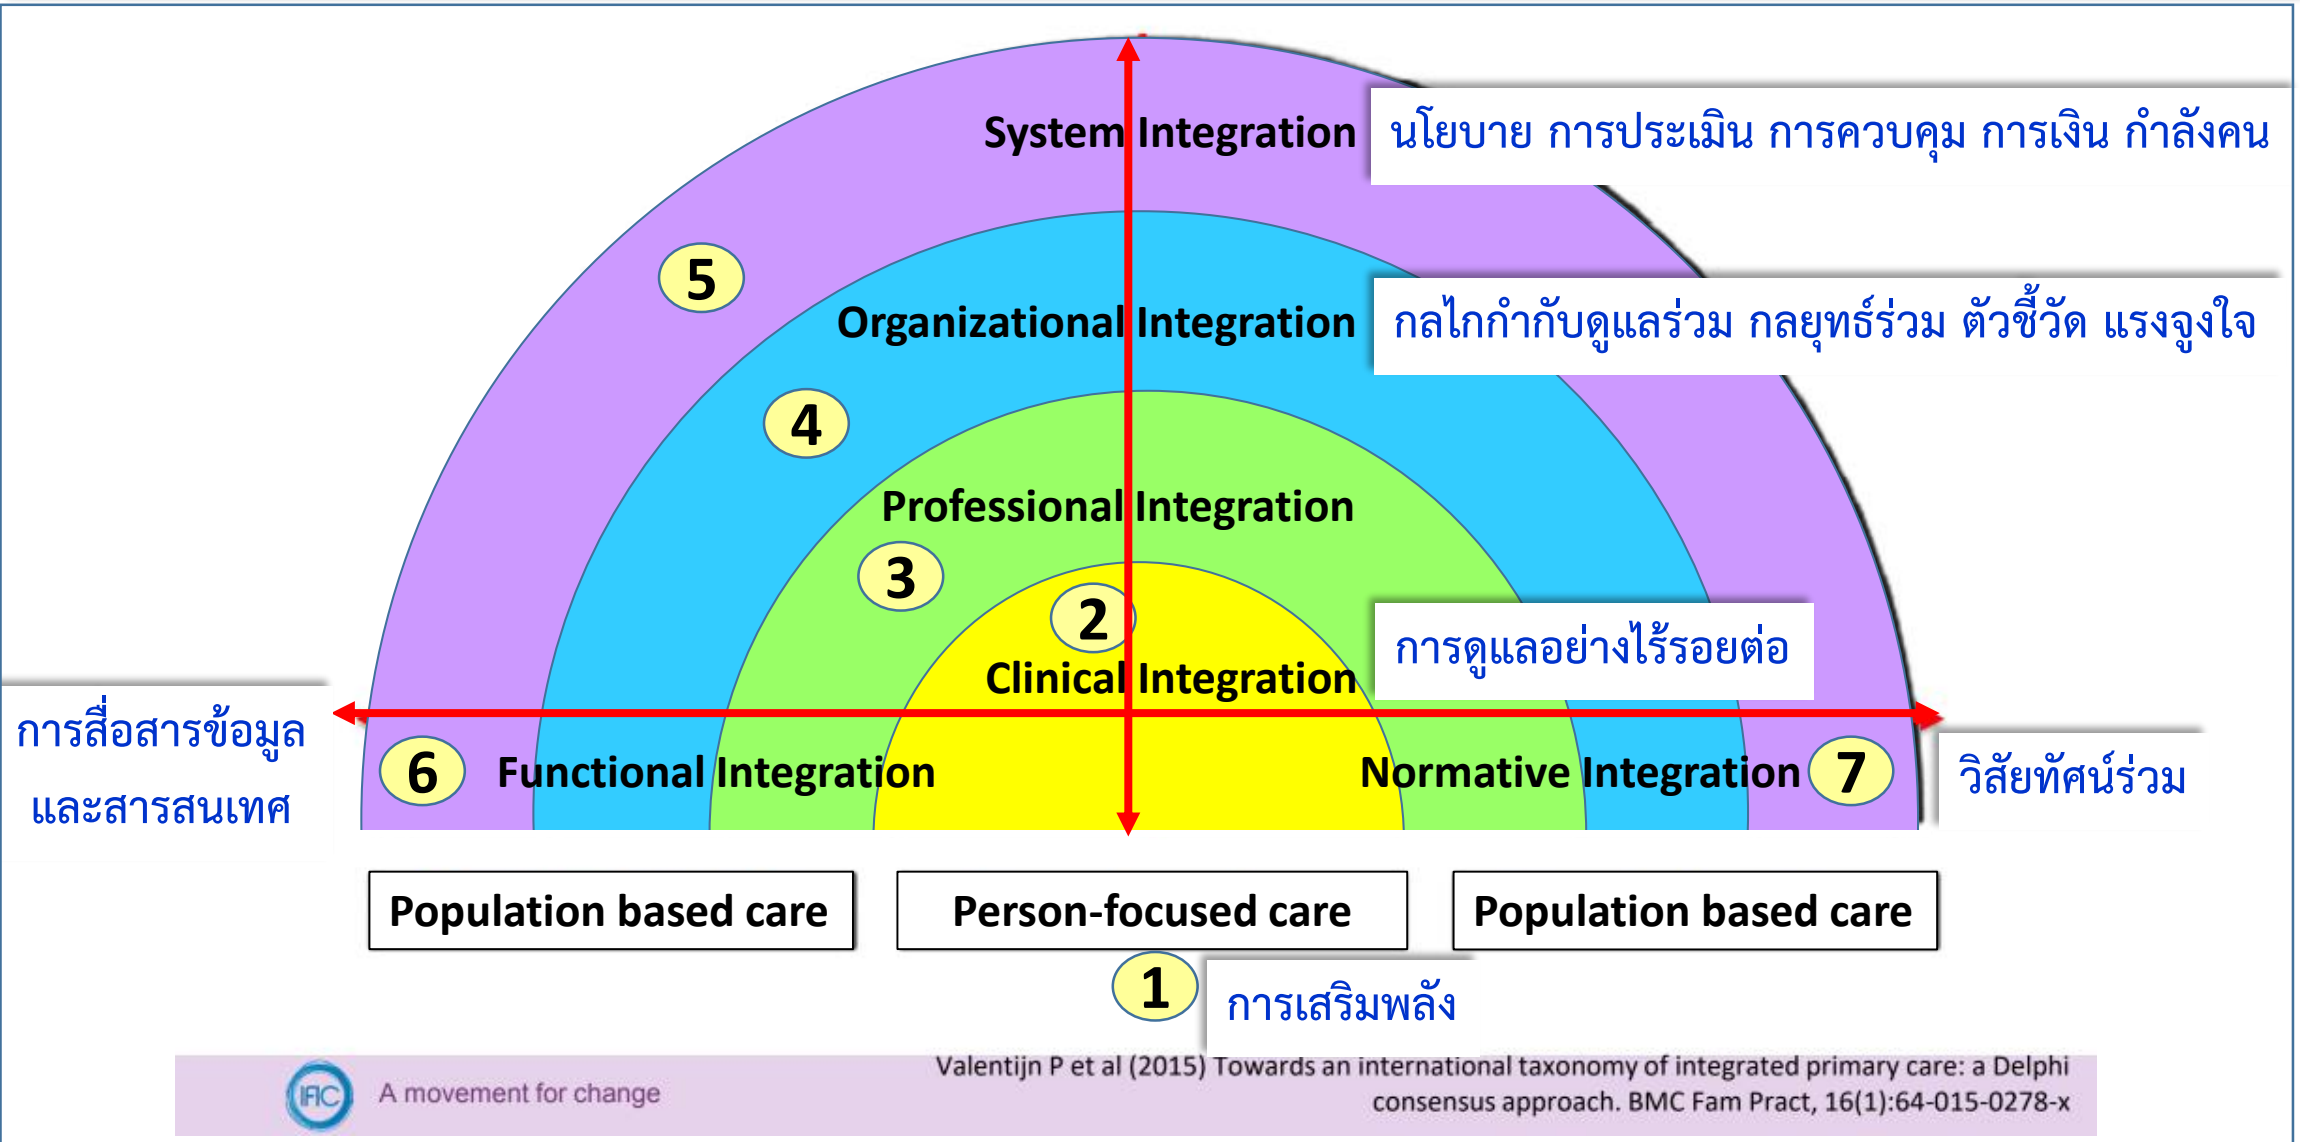 System Integration
นโยบาย การประเมิน การควบคุม การเงิน กำลังคน
5
Organizational Integration
กลไกกำกับดูแลร่วม กลยุทธ์ร่วม ตัวชี้วัด แรงจูงใจ
4
Professional Integration
3
2
การดูแลอย่างไร้รอยต่อ
Clinical Integration
การสื่อสารข้อมูล
และสารสนเทศ
6
Functional Integration
Normative Integration
7
วิสัยทัศน์ร่วม
Population based care
Person-focused care
Population based care
1
การเสริมพลัง
IFIC
A movement for change
Valentijn P et al (2015) Towards an international taxonomy of integrated primary care: a Delphi
consensus approach. BMC Fam Pract, 16(1):64-015-0278-x